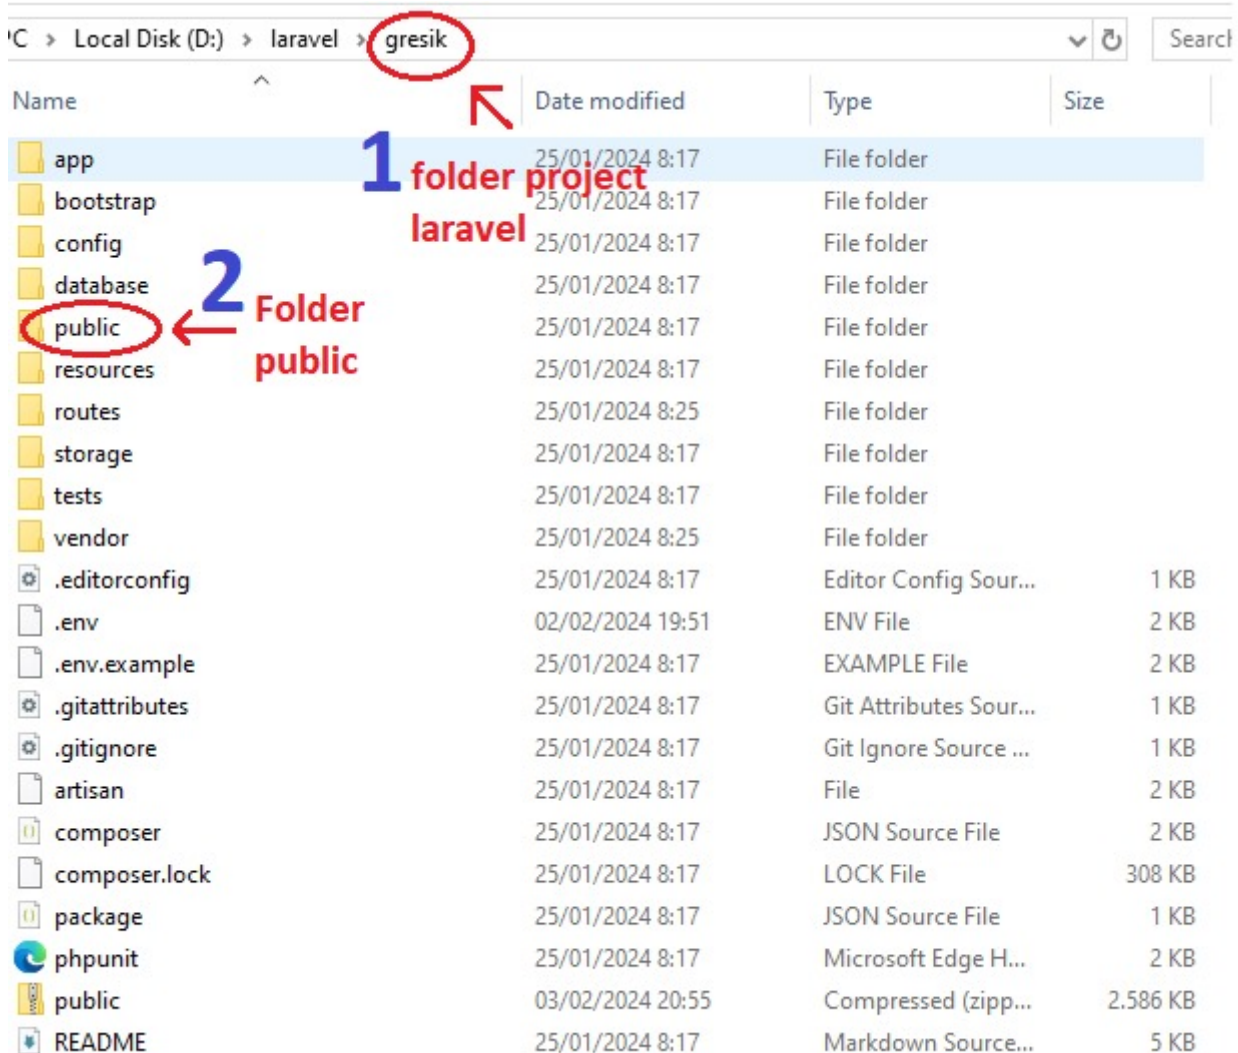 PC > Local Disk (D:) > laravel > gresik Search
Name Date modified Type Size
1 folder project
laravel
2 Folder
public
app 25/01/2024 8:17 File folder
bootstrap 25/01/2024 8:17 File folder
config 25/01/2024 8:17 File folder
database 25/01/2024 8:17 File folder
public 25/01/2024 8:17 File folder
resources 25/01/2024 8:17 File folder
routes 25/01/2024 8:25 File folder
storage 25/01/2024 8:17 File folder
tests 25/01/2024 8:17 File folder
vendor 25/01/2024 8:25 File folder
.editorconfig 25/01/2024 8:17 Editor Config Sour... 1 KB
.env 02/02/2024 19:51 ENV File 2 KB
.env.example 25/01/2024 8:17 EXAMPLE File 2 KB
.gitattributes 25/01/2024 8:17 Git Attributes Sour... 1 KB
.gitignore 25/01/2024 8:17 Git Ignore Source ... 1 KB
artisan 25/01/2024 8:17 File 2 KB
composer 25/01/2024 8:17 JSON Source File 2 KB
composer.lock 25/01/2024 8:17 LOCK File 308 KB
package 25/01/2024 8:17 JSON Source File 1 KB
phpunit 25/01/2024 8:17 Microsoft Edge H... 2 KB
public 03/02/2024 20:55 Compressed (zipp... 2.586 KB
README 25/01/2024 8:17 Markdown Source... 5 KB